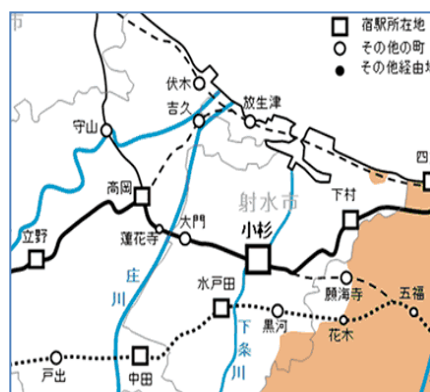 市
宿駅所在地
その他の町
その他経由地
伏木
吉久
放生津
守山
四
高岡
射水市
下村
立野
蓮花寺
大門
小杉
庄川
水戸田
願海寺
五福
下条川
黒河
花木
戸出
中田